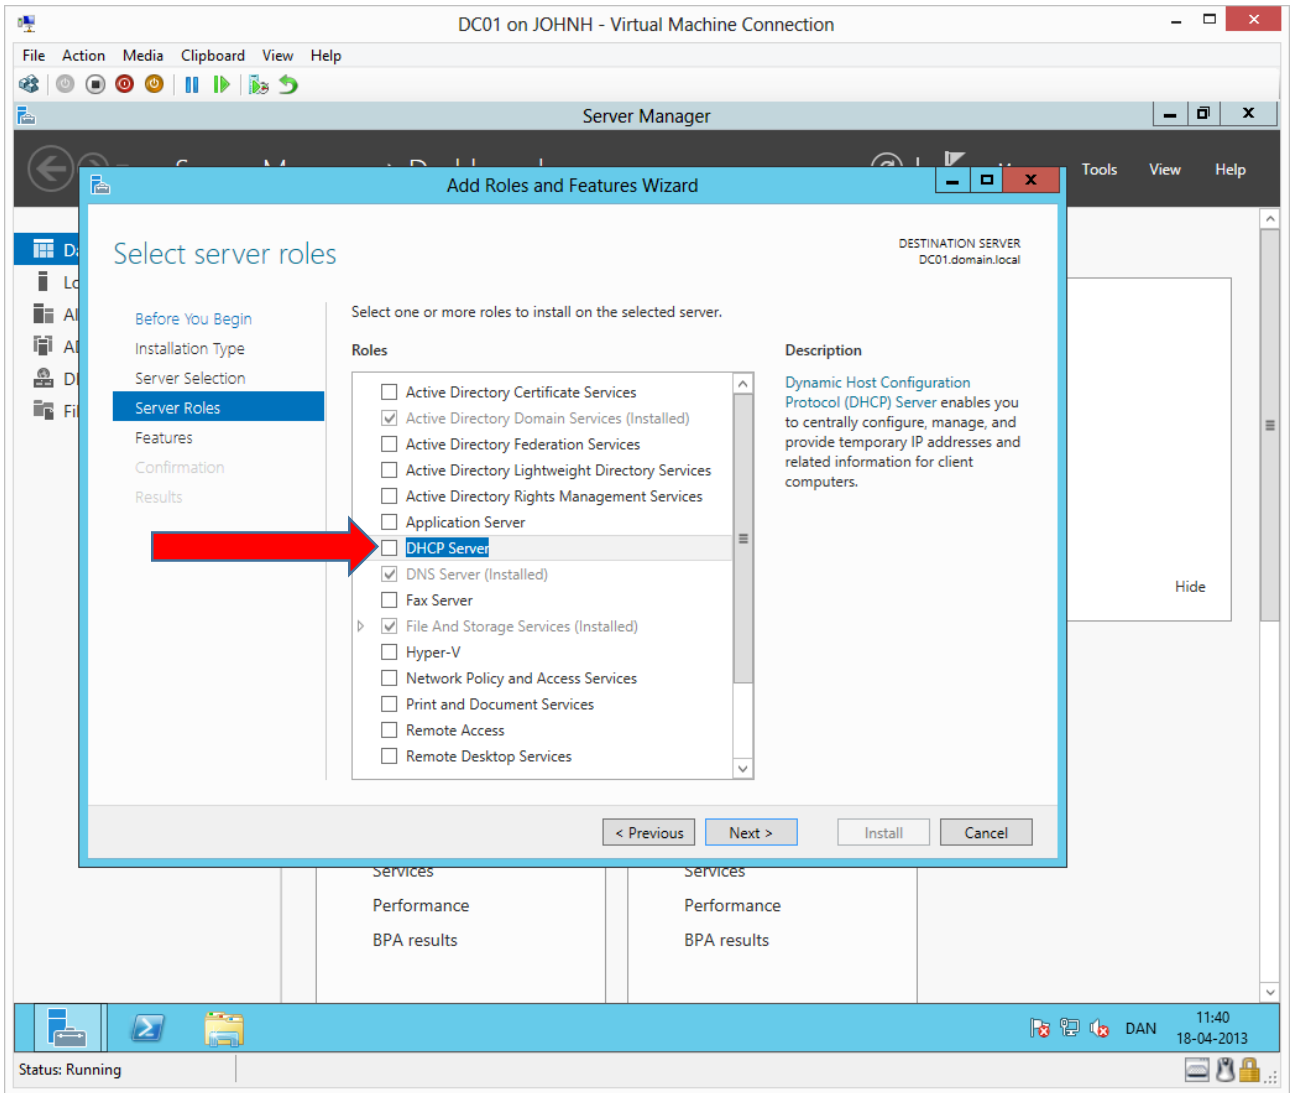 DC01 on JOHNH - Virtual Machine Connection
File Action Media Clipboard View Help
Server Manager
Tools View Help
Add Roles and Features Wizard
Select server roles
DESTINATION SERVER
DC01.domain.local
Before You Begin
Installation Type
Server Selection
Server Roles
Features
Confirmation
Results
Select one or more roles to install on the selected server.
Roles
Active Directory Certificate Services
Active Directory Domain Services (Installed)
Active Directory Federation Services
Active Directory Lightweight Directory Services
Active Directory Rights Management Services
Application Server
DHCP Server
DNS Server (Installed)
Fax Server
File And Storage Services (Installed)
Hyper-V
Network Policy and Access Services
Print and Document Services
Remote Access
Remote Desktop Services
Description
Dynamic Host Configuration
Protocol (DHCP) Server enables you
to centrally configure, manage, and
provide temporary IP addresses and
related information for client
computers.
Hide
< Previous Next > Install Cancel
Services Services
Performance Performance
BPA results BPA results
DAN
11:40
18-04-2013
Status: Running